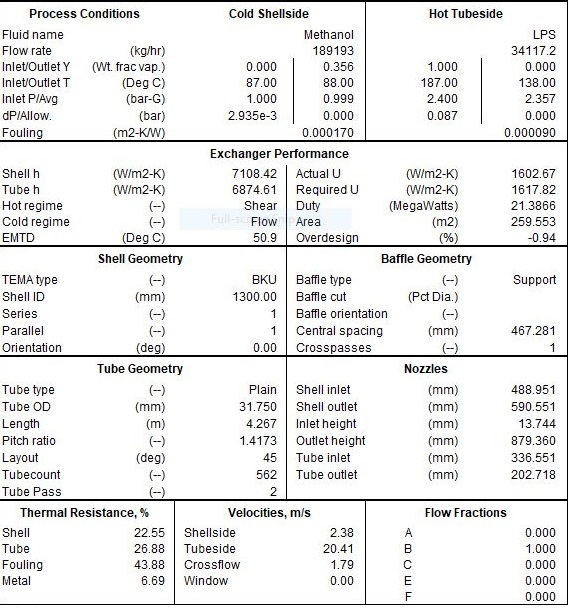 Process Conditions Cold Shellside Hot Tubeside
Fluid name Methanol LPS
Flow rate (kg/hr) 189193 34117.2
Inlet/Outlet Y (Wt. frac vap.) 0.000 0.356 1.000 0.000
Inlet/Outlet T (Deg C) 87.00 88.00 187.00 138.00
Inlet P/Avg (bar-G) 1.000 0.999 2.400 2.357
dP/Allow. (bar) 2.935e-3 0.000 0.087 0.000
Fouling (m2-K/W) 0.000170 0.000090
Exchanger Performance
Shell h (W/m2-K) 7108.42 Actual U (W/m2-K) 1602.67
Tube h (W/m2-K) 6874.61 Required U (W/m2-K) 1617.82
Hot regime (--) Shear Duty (MegaWatts) 21.3866
Cold regime (--) Flow Area (m2) 259.553
EMTD (Deg C) 50.9 Overdesign (%) -0.94
Shell Geometry Baffle Geometry
TEMA type (--) BKU Baffle type (--) Support
Shell ID (mm) 1300.00 Baffle cut (Pct Dia.)
Series (--) 1 Baffle orientation (--)
Parallel (--) 1 Central spacing (mm) 467.281
Orientation (deg) 0.00 Crosspasses (--) 1
Tube Geometry Nozzles
Tube type (--) Plain Shell inlet (mm) 488.951
Tube OD (mm) 31.750 Shell outlet (mm) 590.551
Length (m) 4.267 Inlet height (mm) 13.744
Pitch ratio (--) 1.4173 Outlet height (mm) 879.360
Layout (deg) 45 Tube inlet (mm) 336.551
Tubecount (--) 562 Tube outlet (mm) 202.718
Tube Pass (--) 2
Thermal Resistance, % Velocities, m/s Flow Fractions
Shell 22.55 Shellside 2.38 A 0.000
Tube 26.88 Tubeside 20.41 B 1.000
Fouling 43.88 Crossflow 1.79 C 0.000
Metal 6.69 Window 0.00 E 0.000
F 0.000